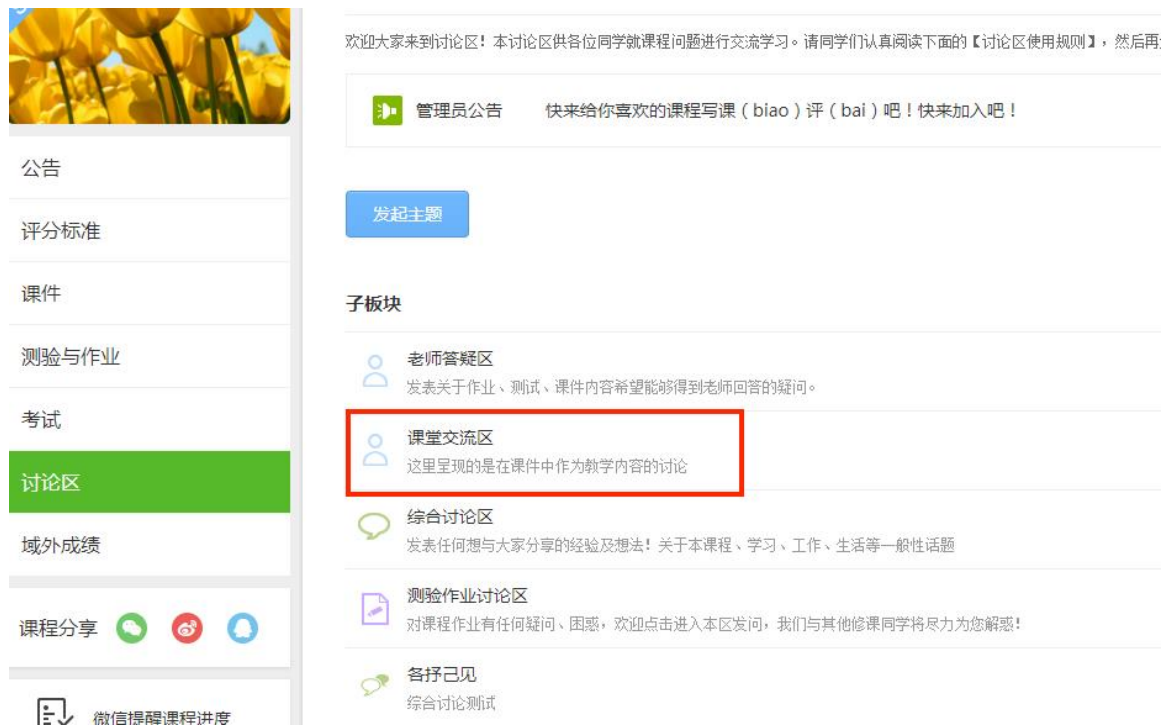 欢迎大家来到讨论区！本讨论区供各位同学就课程问题进行交流学习。请同学们认真阅读下面的【讨论区使用规则】，然后再
管理员公告 快来给你喜欢的课程写课（biao）评（bai）吧！快来加入吧！
公告
评分标准
课件
测验与作业
考试
讨论区
域外成绩
课程分享
微信提醒课程进度
发起主题
子板块
老师答疑区
发表关于作业、测试、课件内容希望能够得到老师回答的疑问。
课堂交流区
这里呈现的是在课件中作为教学内容的讨论
综合讨论区
发表任何想与大家分享的经验及想法！关于本课程、学习、工作、生活等一般性话题
测验作业讨论区
对课程作业有任何疑问、困惑，欢迎点击进入本区发问，我们与其他修课同学将尽力为您解惑！
各抒己见
综合讨论测试